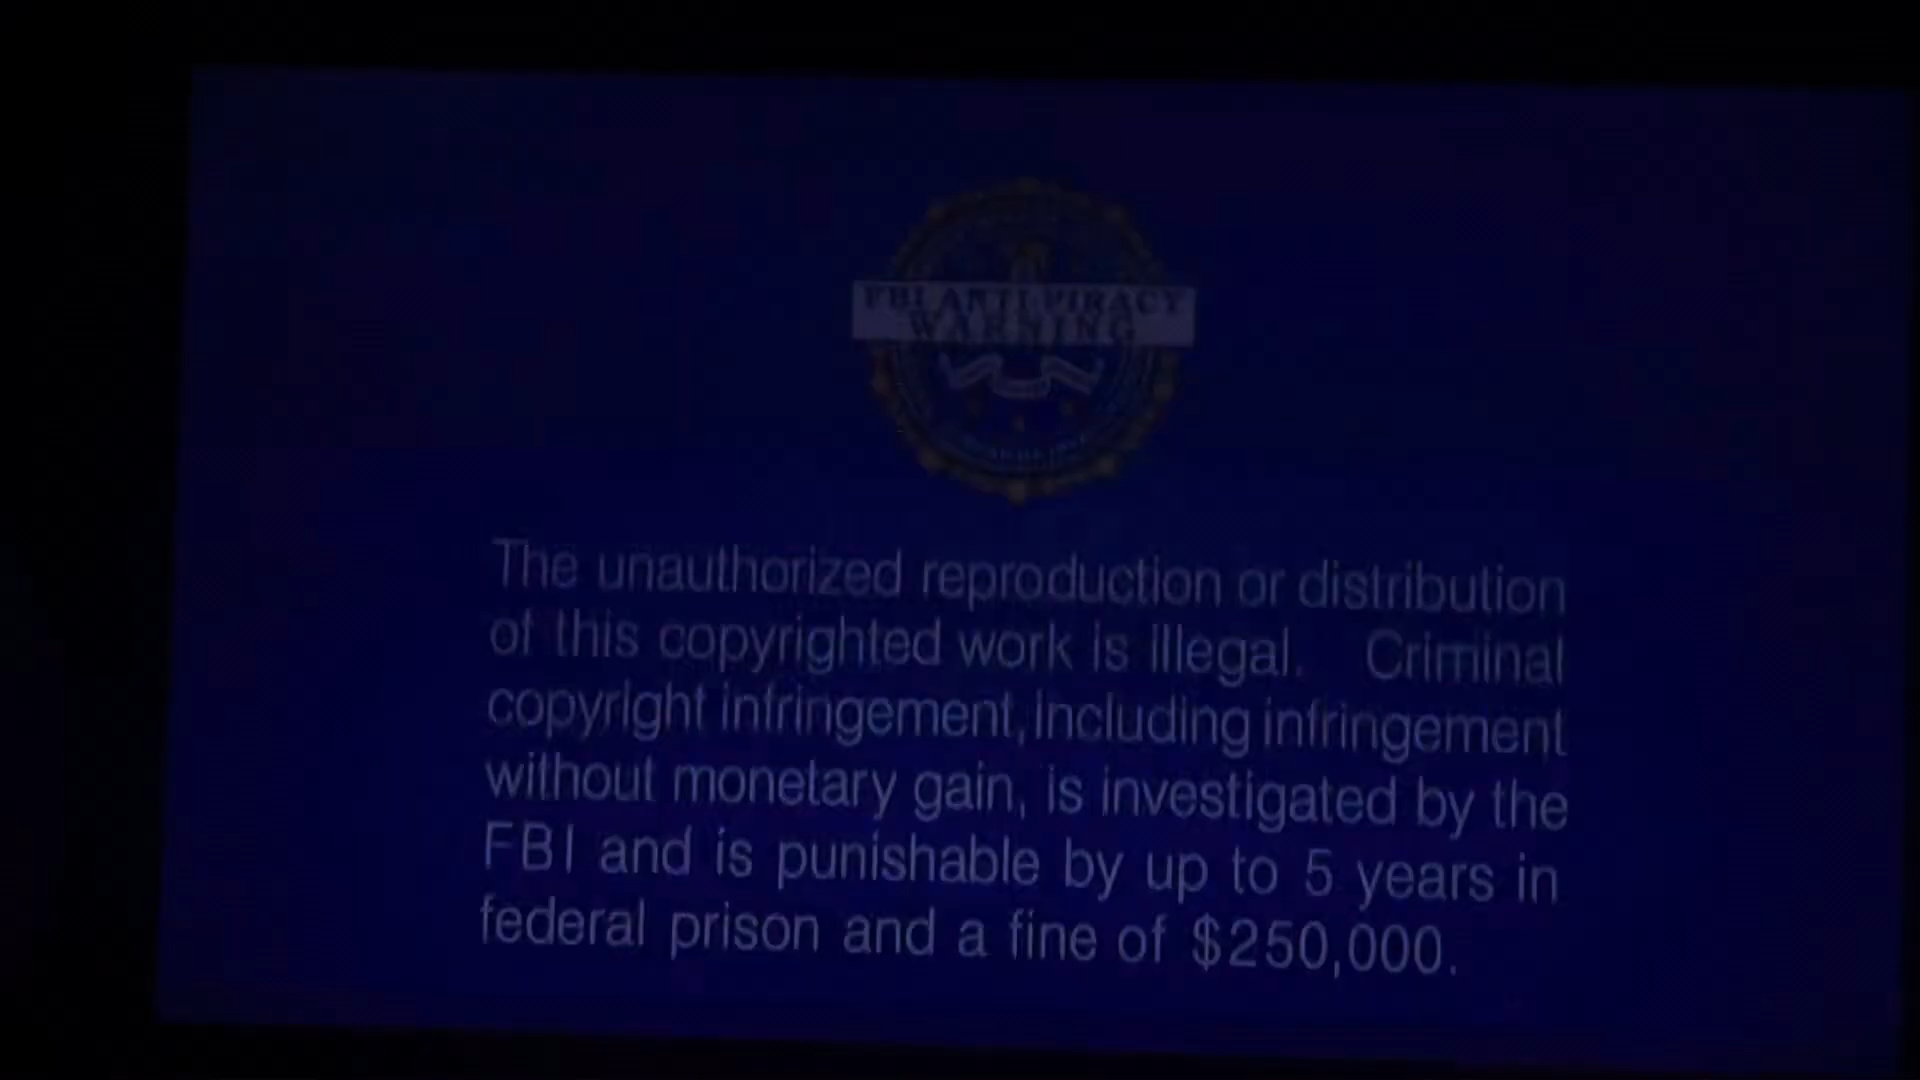 FBI ANTI-PIRACY
WARNING
The unauthorized reproduction or distribution
of this copyrighted work is illegal. Criminal
copyright infringement, including infringement
without monetary gain, is investigated by the
FBI and is punishable by up to 5 years in
federal prison and a fine of $250,000.